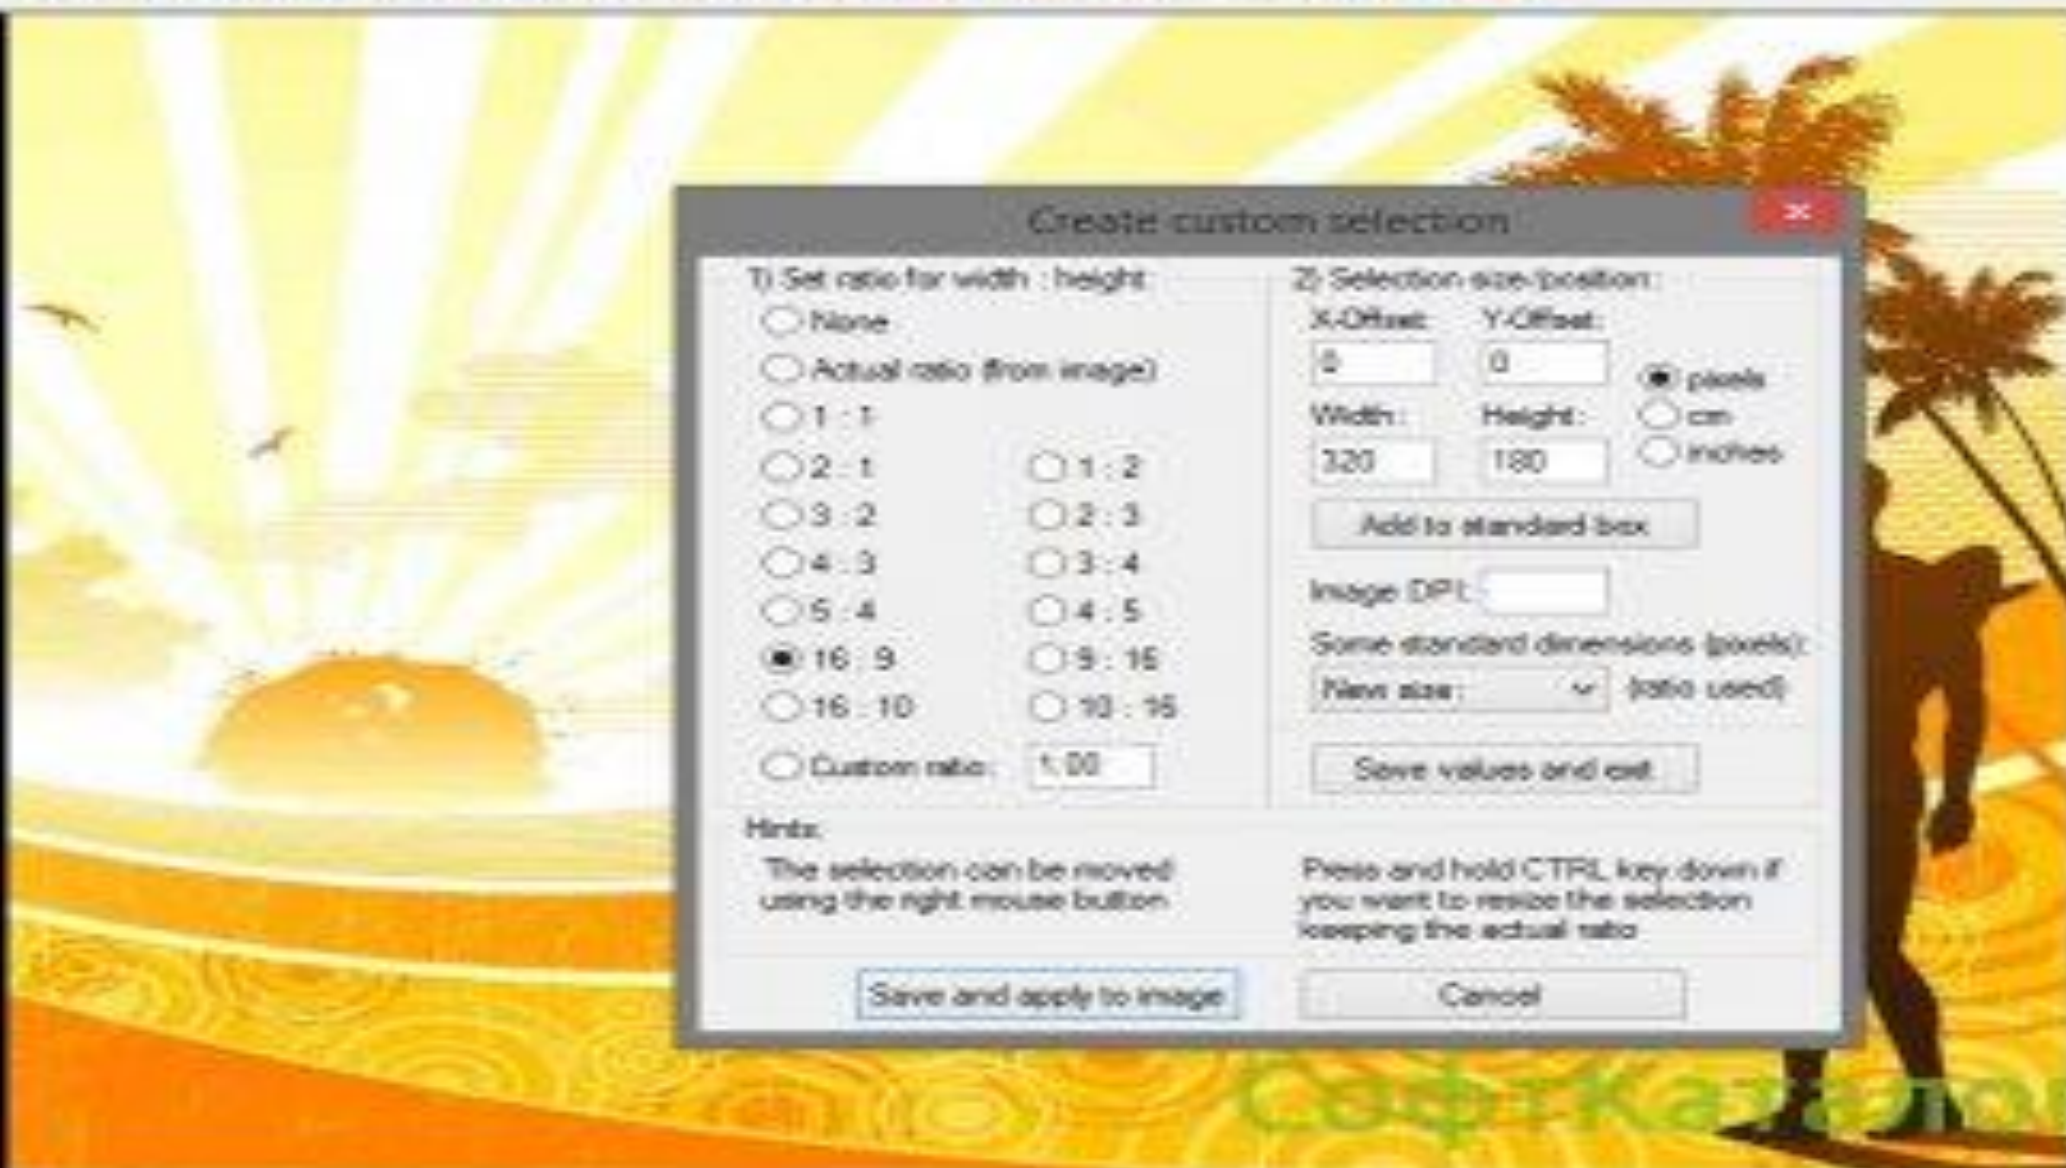 Create custom selection
1) Set ratio for width : height:
None
Actual ratio (from image)
1 : 1
2 : 1
1 : 2
3 : 2
2 : 3
4 : 3
3 : 4
5 : 4
4 : 5
16 : 9
9 : 16
16 : 10
10 : 16
Custom ratio: 1.00
2) Selection size/position:
X-Offset: Y-Offset:
0 0
pixels
Width: Height:
cm
320 180
inches
Add to standard box
Image DPI:
Some standard dimensions (pixels):
New size: (ratio used)
Save values and exit
Hints:
The selection can be moved
using the right mouse button
Press and hold CTRL key down if
you want to resize the selection
keeping the actual ratio
Save and apply to image
Cancel
СофтКатало